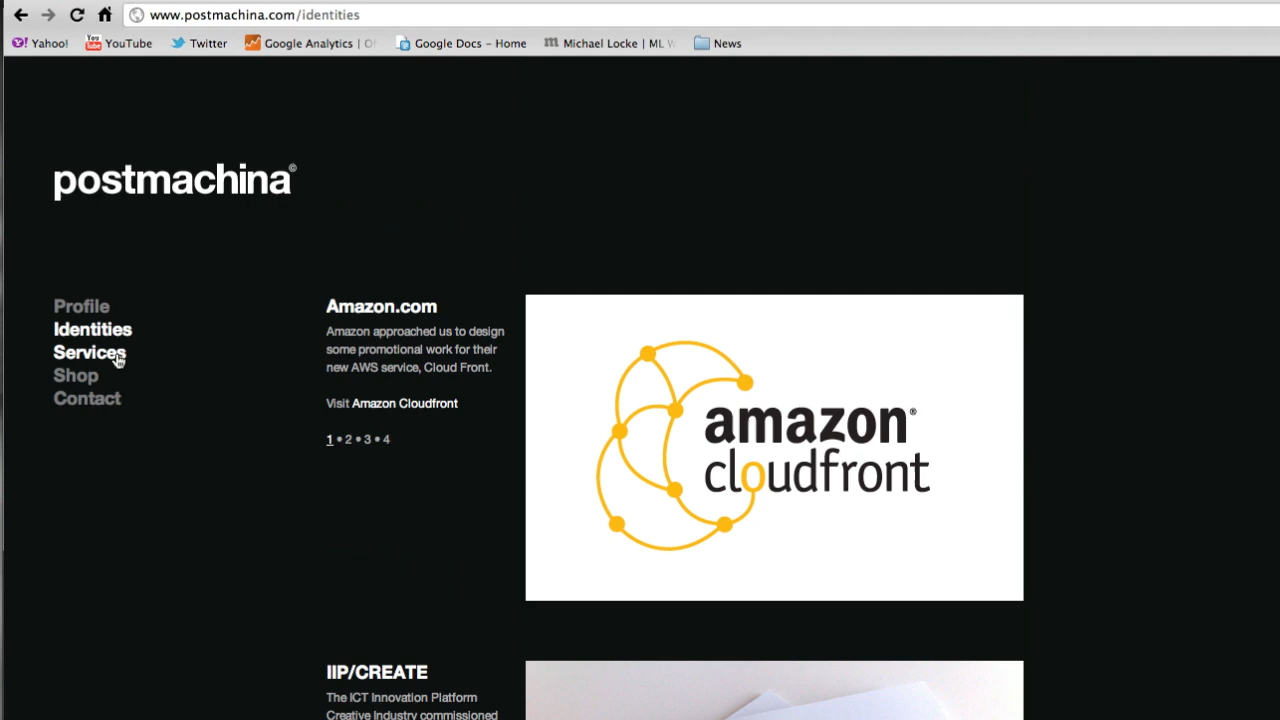 www.postmachina.com/identities
Yahoo!
YouTube
Twitter
Google Analytics
Google Docs – Home
Michael Locke | ML
News
postmachina©
Profile
Identities
Services
Shop
Contact
Amazon.com
Amazon approached us to design
some promotional work for their
new AWS service, Cloud Front.
Visit Amazon Cloudfront
1 • 2 • 3 • 4
amazon®
cloudfront
IIP/CREATE
The ICT Innovation Platform
Creative Industry commissioned